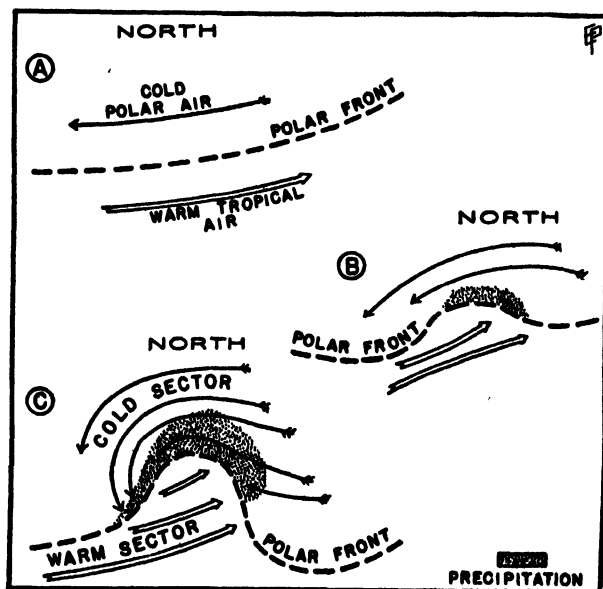 NORTH
A
COLD
POLAR AIR
POLAR FRONT
WARM TROPICAL
AIR
NORTH
B
POLAR FRONT
NORTH
C
COLD SECTOR
WARM SECTOR
POLAR FRONT
PRECIPITATION